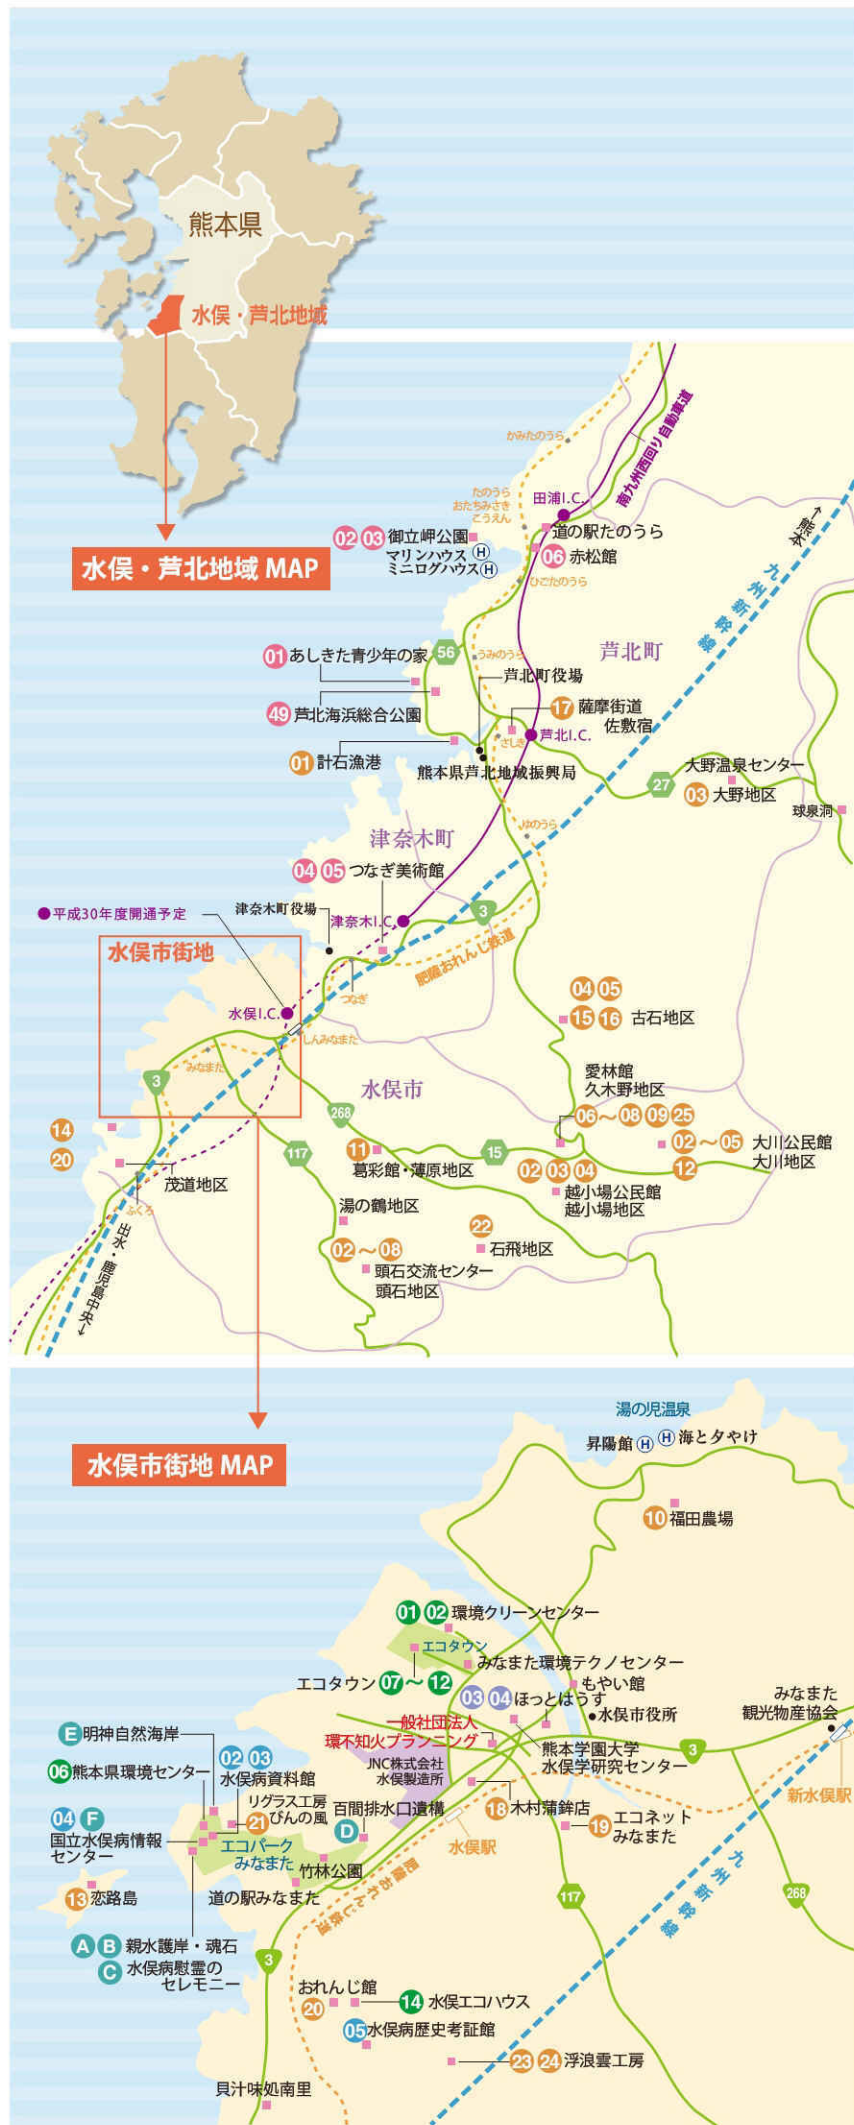 熊本県
水俣・芦北地域
水俣・芦北地域 MAP
かみたのうら
南九州西回り自動車道
たのうら
おたちみさき
こうえん
田浦I.C.
道の駅たのうら
←熊本
02 03 御立岬公園
マリンハウス H
ミニログハウス H
06 赤松館
ひごたのうら
九州新幹線
01 あしきた青少年の家
56
うみのうら
芦北町
芦北町役場
49 芦北海浜総合公園
17 薩摩街道
佐敷宿
さしき
芦北I.C.
01 計石漁港
熊本県芦北地域振興局
大野温泉センター
27
03 大野地区
球泉洞
ゆのうら
津奈木町
04 05 つなぎ美術館
平成30年度開通予定
津奈木町役場
津奈木I.C.
3
肥薩おれんじ鉄道
水俣市街地
つなぎ
水俣I.C.
しんみなまた
04 05
15 16 古石地区
みなまた
3
水俣市
愛林館
久木野地区
268
06～08 09 25
14
20
茂道地区
117
11
葛彩館・薄原地区
15
02～05 大川公民館
12 大川地区
02 03 04
越小場公民館
越小場地区
ふくろ
湯の鶴地区
22
石飛地区
02～08
頭石交流センター
頭石地区
出水・鹿児島中央→
水俣市街地 MAP
湯の児温泉
昇陽館 H H 海と夕やけ
10 福田農場
01 02 環境クリーンセンター
エコタウン
みなまた環境テクノセンター
エコタウン 07～12
もやい館
03 04 ほっとはうす
水俣市役所
みなまた
観光物産協会
一般社団法人
環不知火プランニング
熊本学園大学
水俣学研究センター
3
E 明神自然海岸
02 03
水俣病資料館
06 熊本県環境センター
JNC株式会社
水俣製造所
新水俣駅
リグラス工房
21 びんの風
百間排水口遺構
D
18 木村蒲鉾店
19 エコネット
みなまた
04 F
国立水俣病情報
センター
エコパーク
みなまた
水俣駅
竹林公園
13 恋路島
道の駅みなまた
肥薩おれんじ鉄道
九州新幹線
117
268
A B 親水護岸・魂石
C 水俣病慰霊の
セレモニー
3
おれんじ館
20
14 水俣エコハウス
05 水俣病歴史考証館
23 24 浮浪雲工房
貝汁味処南里